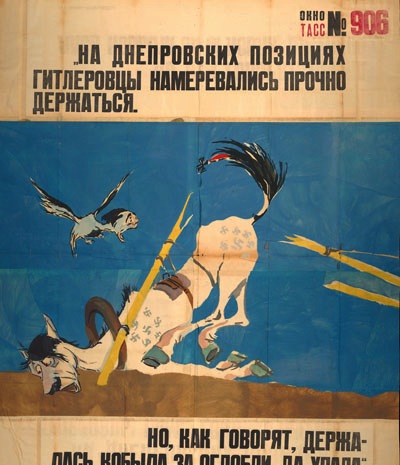 ОКНО
ТАСС № 906
„НА ДНЕПРОВСКИХ ПОЗИЦИЯХ
ГИТЛЕРОВЦЫ НАМЕРЕВАЛИСЬ ПРОЧНО
ДЕРЖАТЬСЯ.
НО, КАК ГОВОРЯТ, ДЕРЖА-
ЛАСЬ КОБЫЛА ЗА ОГЛОБЛИ, ДА УПАЛА“